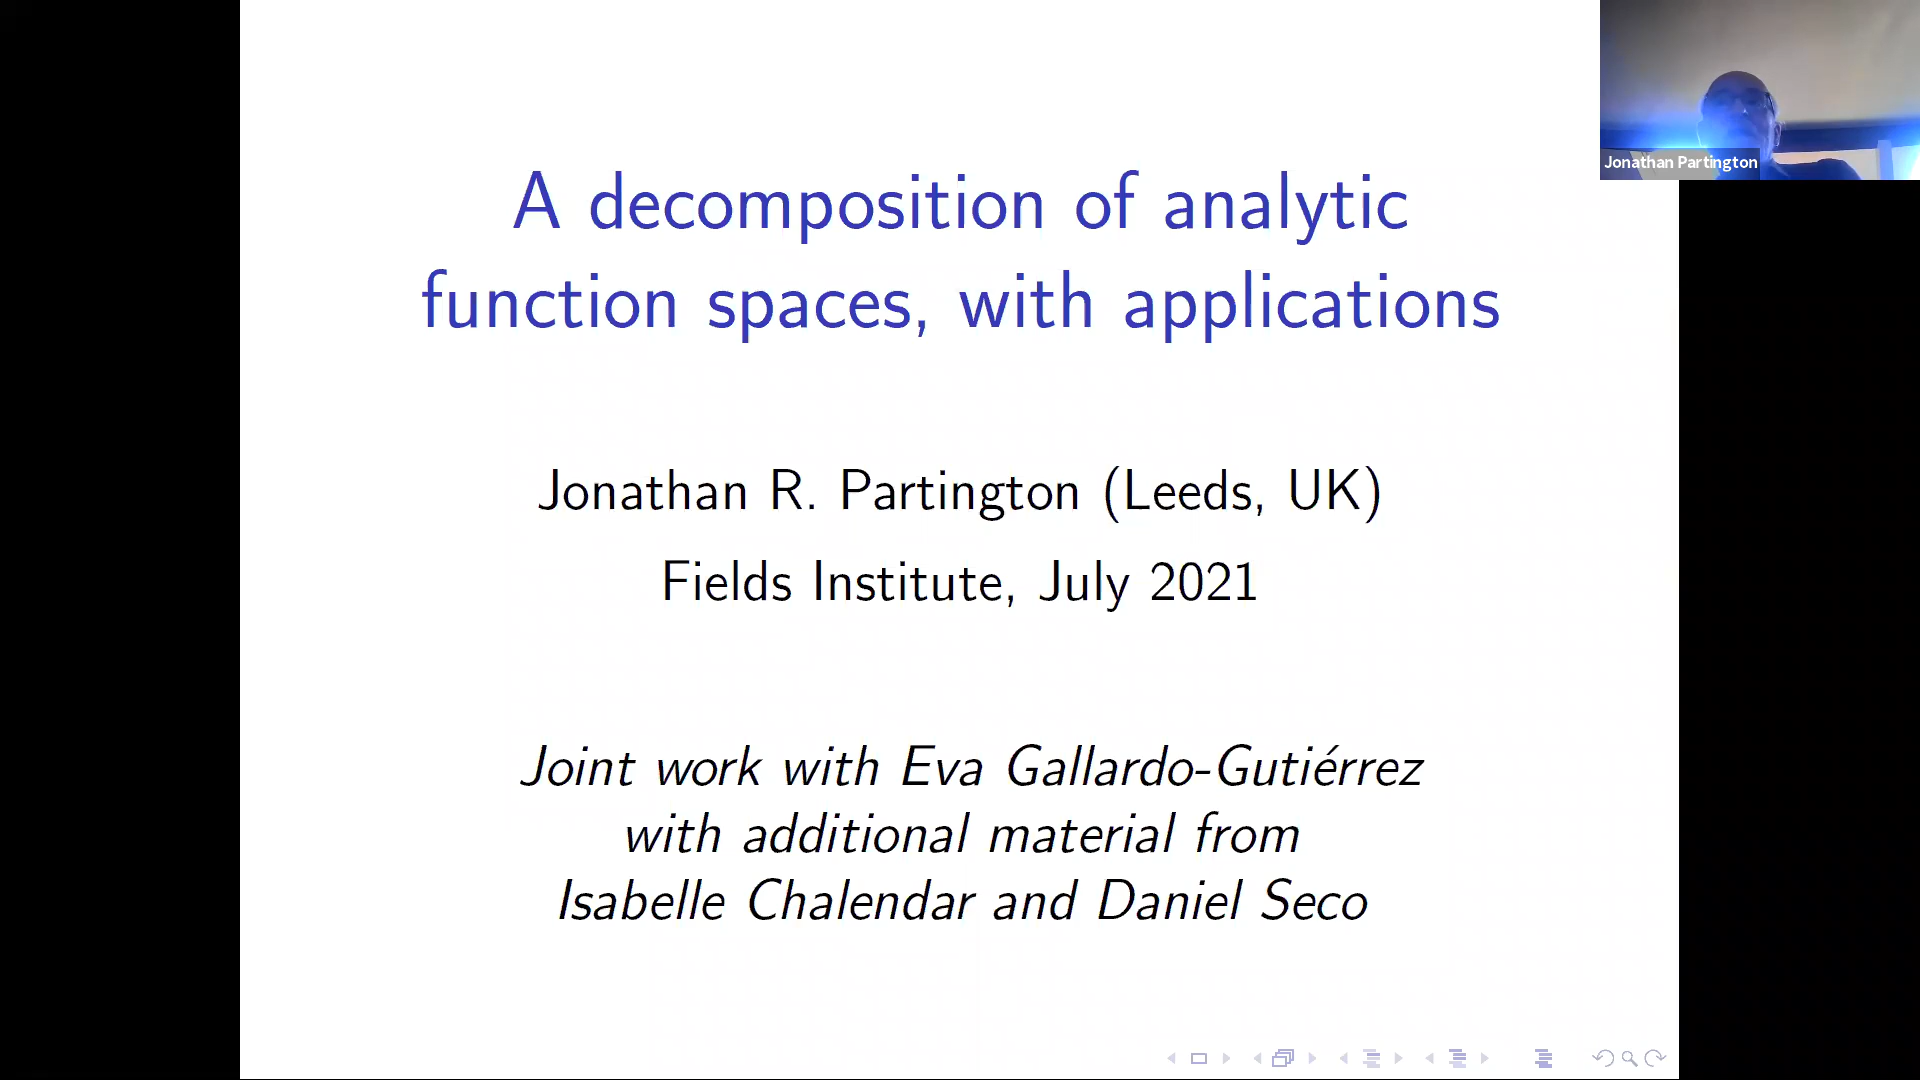 A decomposition of analytic
function spaces, with applications
Jonathan R. Partington (Leeds, UK)
Fields Institute, July 2021
Joint work with Eva Gallardo-Gutiérrez
with additional material from
Isabelle Chalendar and Daniel Seco
Jonathan Partington